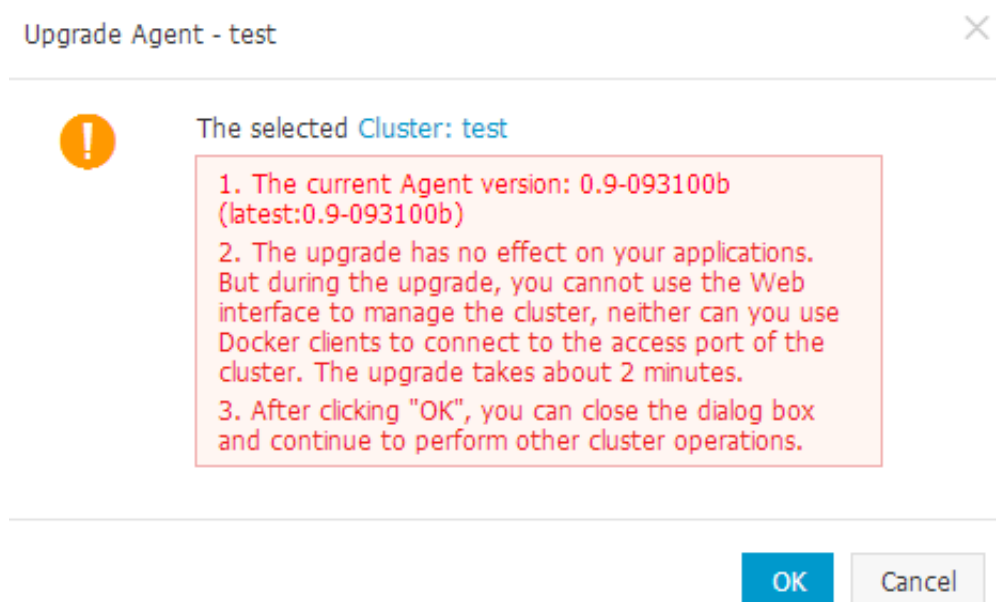 Upgrade Agent - test
The selected Cluster: test
1. The current Agent version: 0.9-093100b
(latest:0.9-093100b)
2. The upgrade has no effect on your applications.
But during the upgrade, you cannot use the Web
interface to manage the cluster, neither can you use
Docker clients to connect to the access port of the
cluster. The upgrade takes about 2 minutes.
3. After clicking "OK", you can close the dialog box
and continue to perform other cluster operations.
OK Cancel